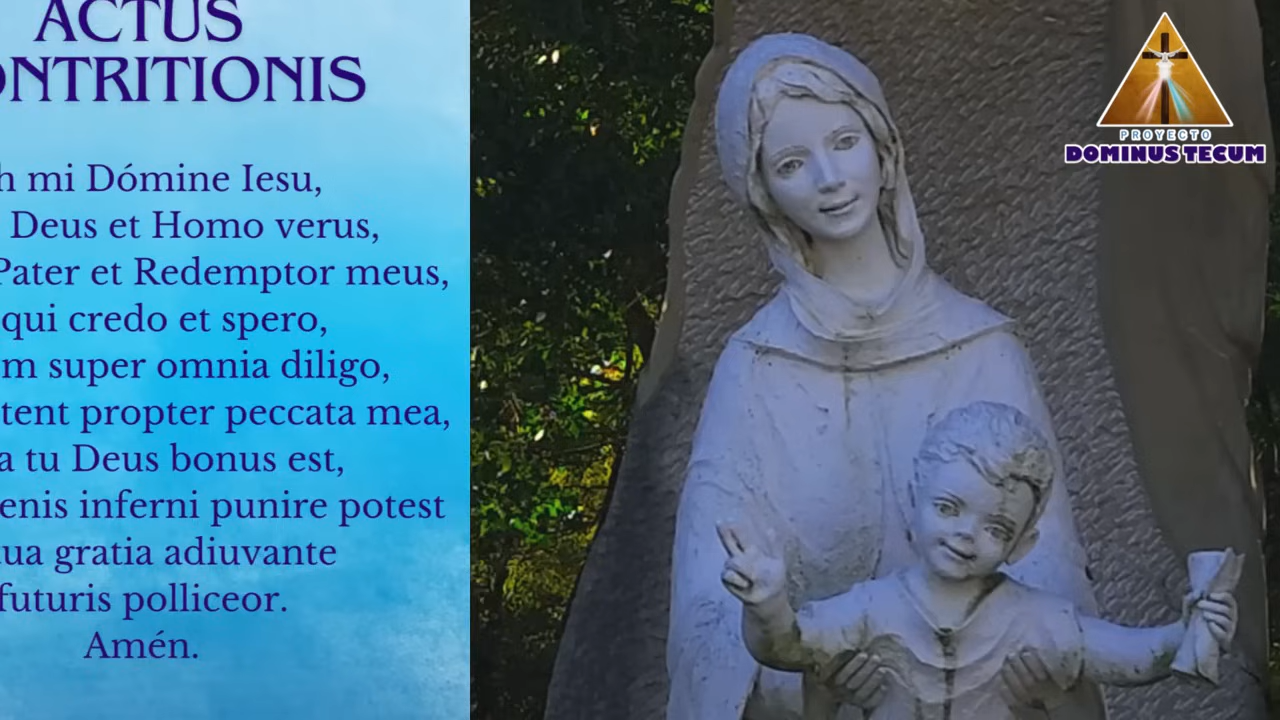 ACTUS
ONTRITIONIS
h mi Dómine Iesu,
Deus et Homo verus,
Pater et Redemptor meus,
qui credo et spero,
m super omnia diligo,
tent propter peccata mea,
a tu Deus bonus est,
enis inferni punire potest
ua gratia adiuvante
futuris polliceor.
Amén.
PROYECTO
DOMINUS TECUM